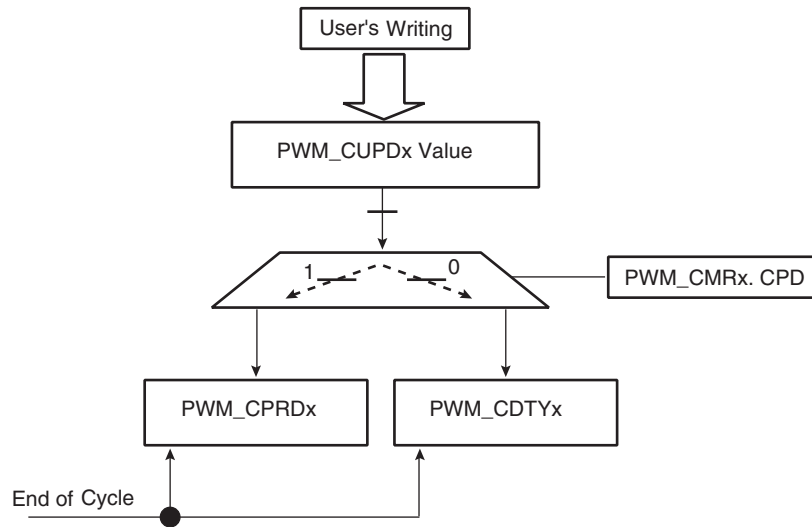 User's Writing
PWM_CUPDx Value
1
0
PWM_CMRx. CPD
PWM_CPRDx
PWM_CDTYx
End of Cycle